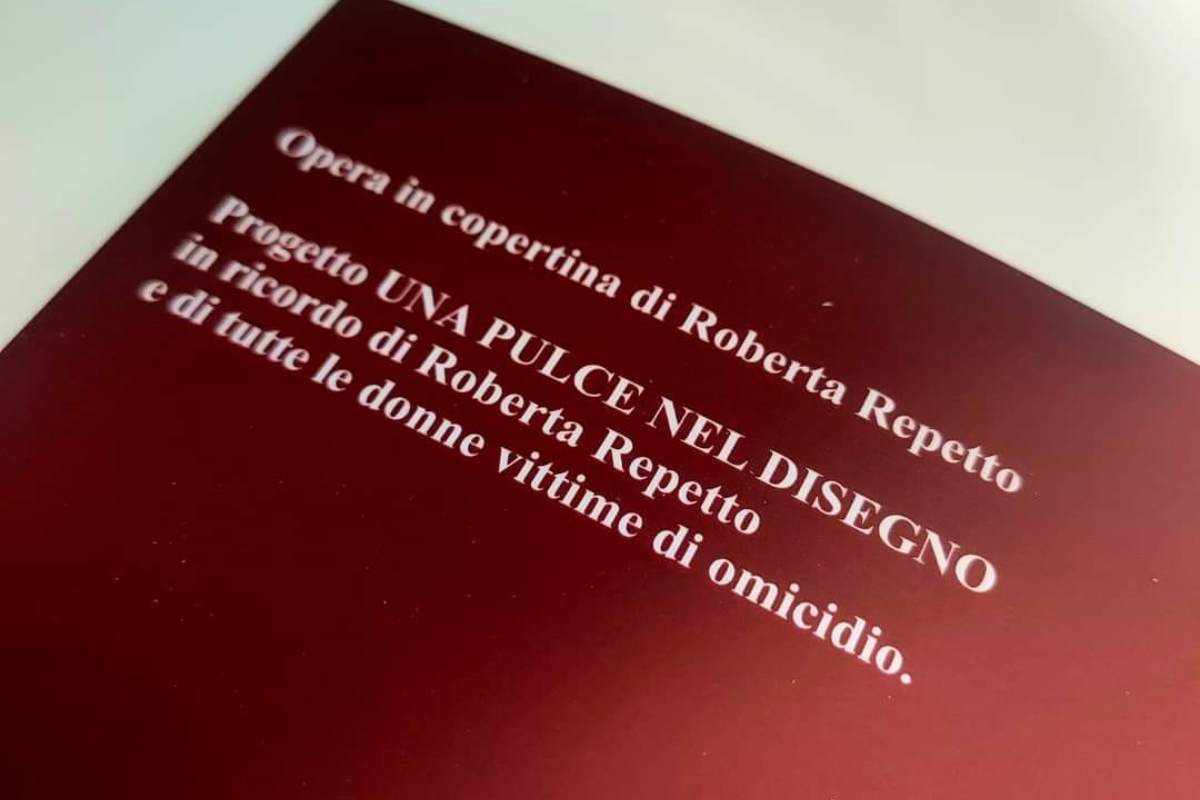 Opera in copertina di Roberta Repetto
Progetto UNA PULCE NEL DISEGNO
in ricordo di Roberta Repetto
e di tutte le donne vittime di omicidio.